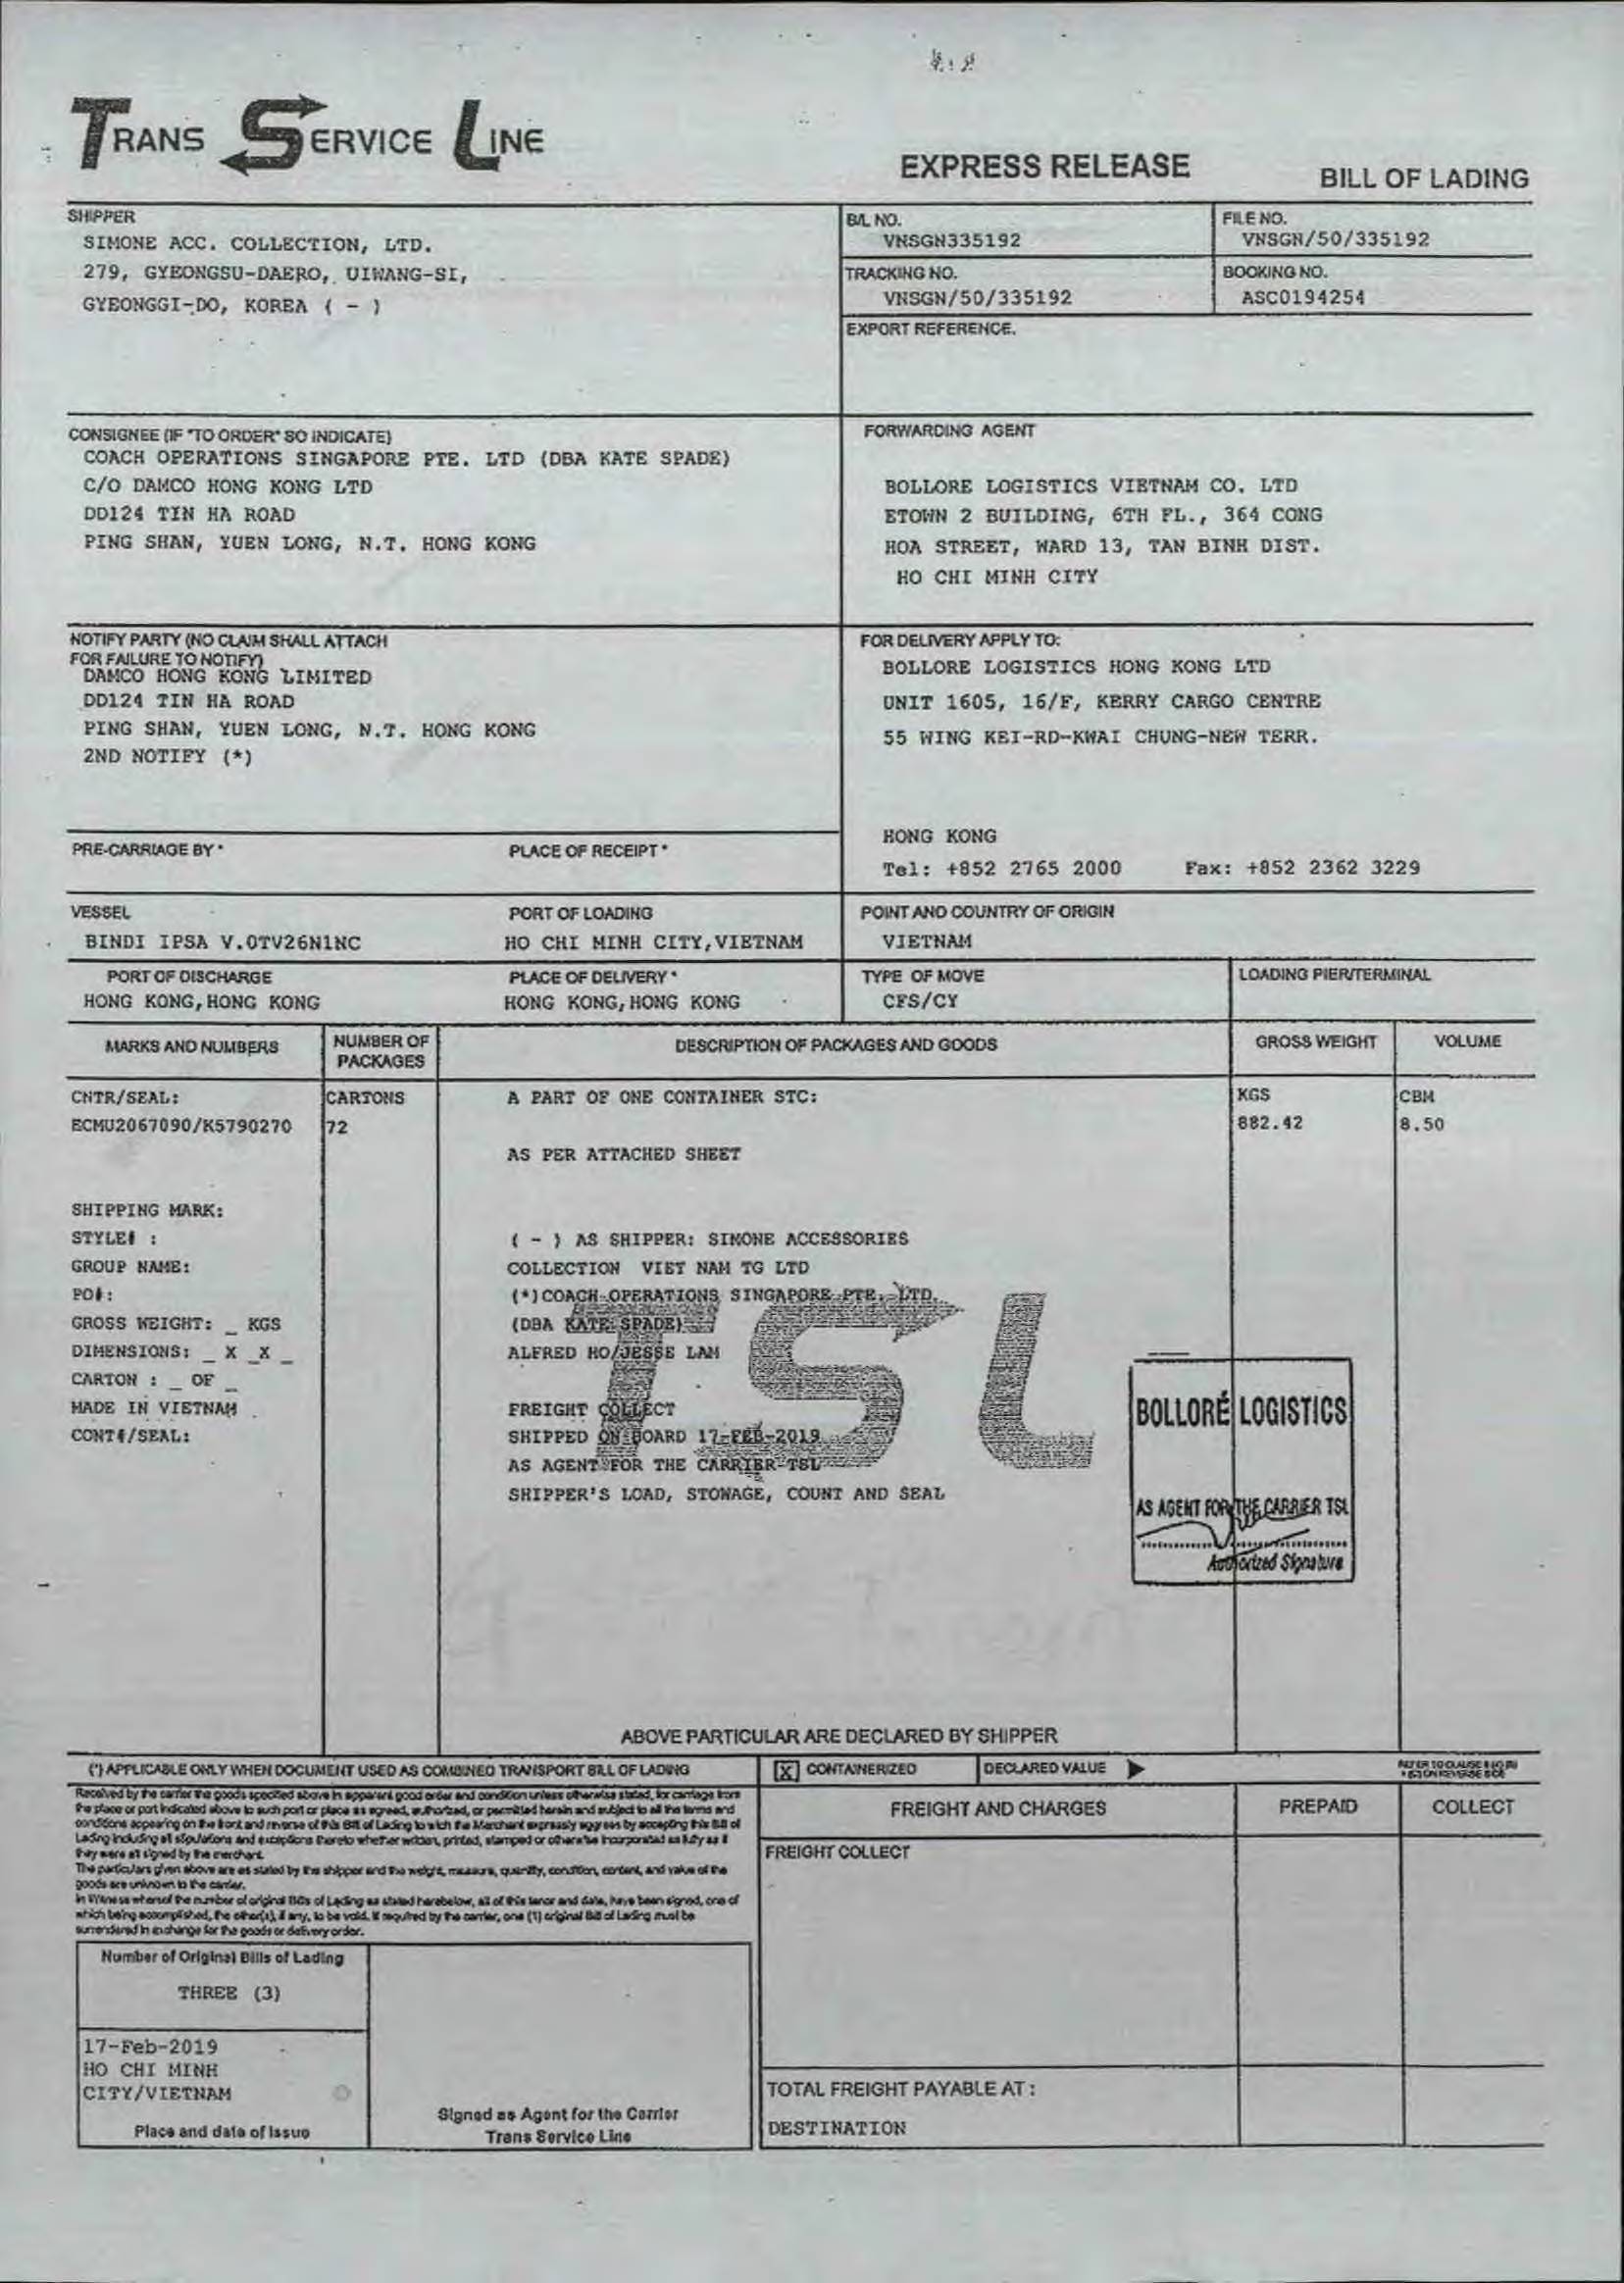 TRANS SERVICE LINE
EXPRESS RELEASE
BILL OF LADING
SHIPPER
SIMONE ACC. COLLECTION, LTD.
279, GYEONGSU-DAERO, UIWANG-SI,
GYEONGGI-DO, KOREA ( - )
B/L NO.
VNSGN335192
FILE NO.
VNSGN/50/335192
TRACKING NO.
VNSGN/50/335192
BOOKING NO.
ASC0194254
EXPORT REFERENCE.
CONSIGNEE (IF "TO ORDER" SO INDICATE)
COACH OPERATIONS SINGAPORE PTE. LTD (DBA KATE SPADE)
C/O DAMCO HONG KONG LTD
DD124 TIN HA ROAD
PING SHAN, YUEN LONG, N.T. HONG KONG
FORWARDING AGENT
BOLLORE LOGISTICS VIETNAM CO. LTD
ETOWN 2 BUILDING, 6TH FL., 364 CONG
HOA STREET, WARD 13, TAN BINH DIST.
HO CHI MINH CITY
NOTIFY PARTY (NO CLAIM SHALL ATTACH
FOR FAILURE TO NOTIFY)
DAMCO HONG KONG LIMITED
DD124 TIN HA ROAD
PING SHAN, YUEN LONG, N.T. HONG KONG
2ND NOTIFY (*)
FOR DELIVERY APPLY TO:
BOLLORE LOGISTICS HONG KONG LTD
UNIT 1605, 16/F, KERRY CARGO CENTRE
55 WING KEI-RD-KWAI CHUNG-NEW TERR.
HONG KONG
Tel: +852 2765 2000 Fax: +852 2362 3229
PRE-CARRIAGE BY *
PLACE OF RECEIPT *
VESSEL
BINDI IPSA V.0TV26N1NC
PORT OF LOADING
HO CHI MINH CITY,VIETNAM
POINT AND COUNTRY OF ORIGIN
VIETNAM
PORT OF DISCHARGE
HONG KONG,HONG KONG
PLACE OF DELIVERY *
HONG KONG,HONG KONG
TYPE OF MOVE
CFS/CY
LOADING PIER/TERMINAL
MARKS AND NUMBERS
NUMBER OF PACKAGES
DESCRIPTION OF PACKAGES AND GOODS
GROSS WEIGHT
VOLUME
CNTR/SEAL:
ECMU2067090/K5790270
CARTONS
72
A PART OF ONE CONTAINER STC:
AS PER ATTACHED SHEET
KGS
882.42
CBM
8.50
SHIPPING MARK:
STYLE# :
GROUP NAME:
PO#:
GROSS WEIGHT: _ KGS
DIMENSIONS: _ X _X _
CARTON : _ OF _
MADE IN VIETNAM
CONT#/SEAL:
( - ) AS SHIPPER: SIMONE ACCESSORIES
COLLECTION VIET NAM TG LTD
(*)COACH OPERATIONS SINGAPORE PTE. LTD.
(DBA KATE SPADE)
ALFRED HO/JESSE LAM
FREIGHT COLLECT
SHIPPED ON BOARD 17-FEB-2019
AS AGENT FOR THE CARRIER TSL
SHIPPER'S LOAD, STOWAGE, COUNT AND SEAL
TSL
BOLLORÉ LOGISTICS
AS AGENT FOR THE CARRIER TSL
Authorized Signature
ABOVE PARTICULAR ARE DECLARED BY SHIPPER
(*) APPLICABLE ONLY WHEN DOCUMENT USED AS COMBINED TRANSPORT BILL OF LADING
X CONTAINERIZED
DECLARED VALUE
Received by the carrier the goods specified above in apparent good order and condition unless otherwise stated, for carriage from
the place or port indicated above to such port or place as agreed, authorized, or permitted herein and subject to all the terms and
conditions appearing on the front and reverse of this Bill of Lading to wich the Merchant expressly aggrees by accepting this Bill of
Lading including all stipulations and exceptions thereto whether written, printed, stamped or otherwise incorporated as fully as if
they were all signed by the merchant.
The particulars given above are as stated by the shipper and the weight, measure, quantity, condition, content, and value of the
goods are unknown to the carrier.
In Witness whereof the number of original Bills of Lading as stated herebelow, all of this tenor and date, have been signed, one of
which being accomplished, the other(s), if any, to be void. If required by the carrier, one (1) original Bill of Lading must be
surrendered in exchange for the goods or delivery order.
FREIGHT AND CHARGES
PREPAID
COLLECT
FREIGHT COLLECT
Number of Original Bills of Lading
THREE (3)
17-Feb-2019
HO CHI MINH
CITY/VIETNAM
Place and date of issue
Signed as Agent for the Carrier
Trans Service Line
TOTAL FREIGHT PAYABLE AT :
DESTINATION